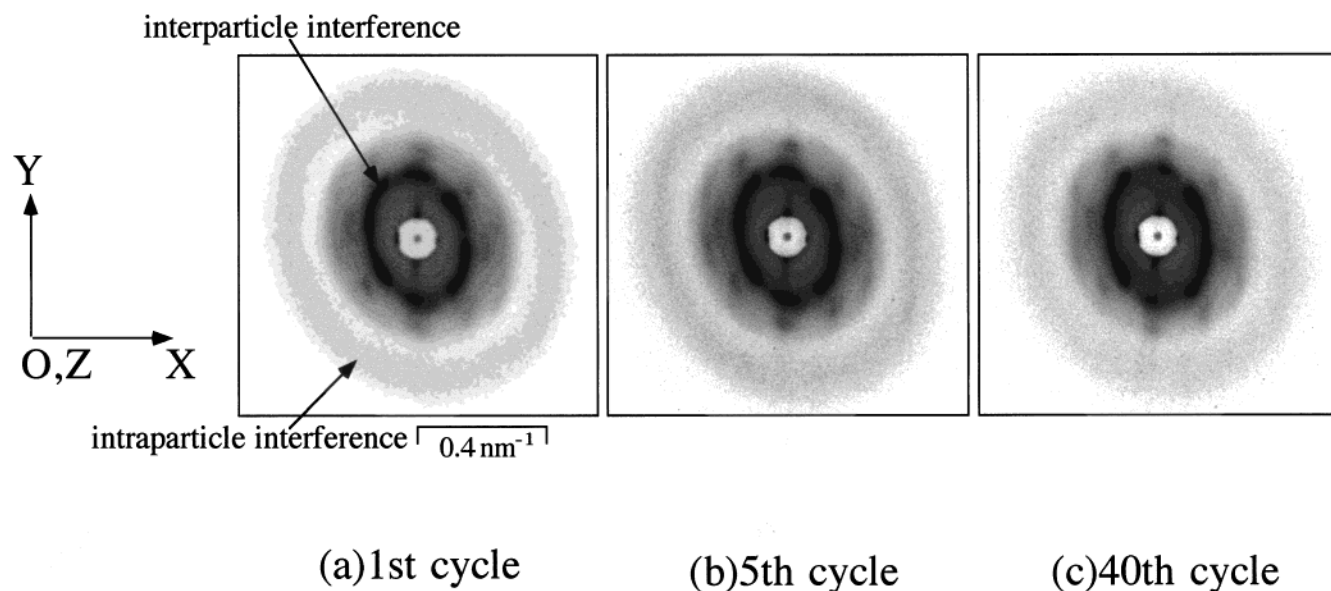 interparticle interference
Y
O,Z
X
intraparticle interference
0.4 nm⁻¹
(a)1st cycle
(b)5th cycle
(c)40th cycle